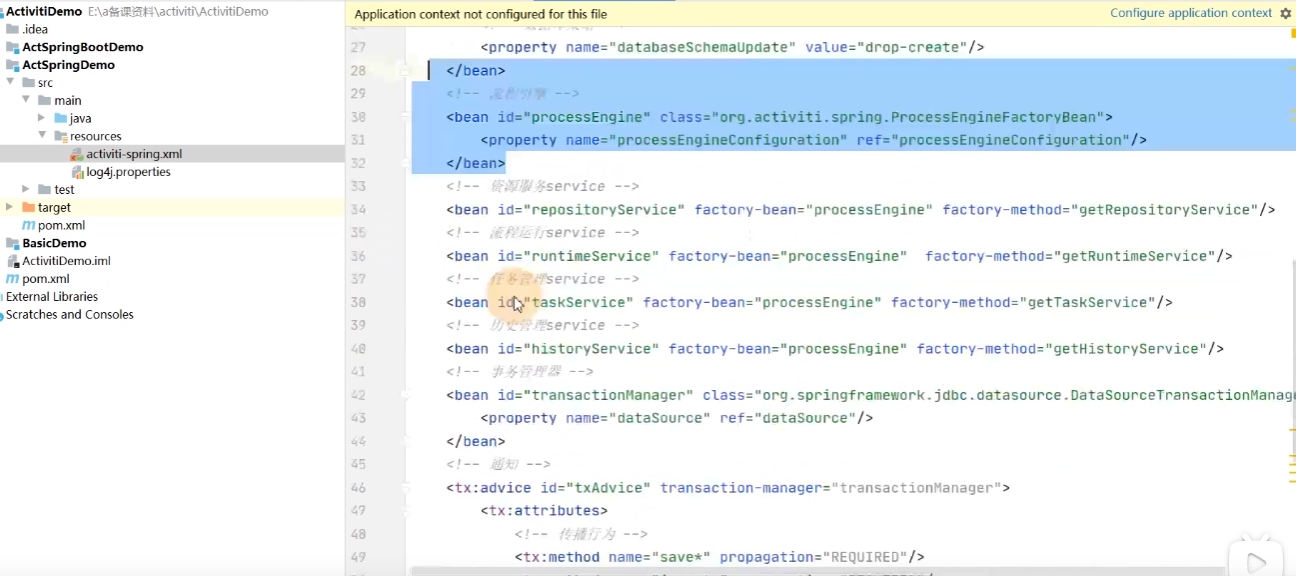 ActivitiDemo E:\a备课资料\activiti\ActivitiDemo
.idea
ActSpringBootDemo
ActSpringDemo
src
main
java
resources
activiti-spring.xml
log4j.properties
test
target
pom.xml
BasicDemo
ActivitiDemo.iml
pom.xml
External Libraries
Scratches and Consoles
Application context not configured for this file Configure application context
27 <property name="databaseSchemaUpdate" value="drop-create"/>
28 </bean>
29 <!-- 流程引擎 -->
30 <bean id="processEngine" class="org.activiti.spring.ProcessEngineFactoryBean">
31 <property name="processEngineConfiguration" ref="processEngineConfiguration"/>
32 </bean>
33 <!-- 资源服务service -->
34 <bean id="repositoryService" factory-bean="processEngine" factory-method="getRepositoryService"/>
35 <!-- 流程运行service -->
36 <bean id="runtimeService" factory-bean="processEngine" factory-method="getRuntimeService"/>
37 <!-- 任务管理service -->
38 <bean id="taskService" factory-bean="processEngine" factory-method="getTaskService"/>
39 <!-- 历史管理service -->
40 <bean id="historyService" factory-bean="processEngine" factory-method="getHistoryService"/>
41 <!-- 事务管理器 -->
42 <bean id="transactionManager" class="org.springframework.jdbc.datasource.DataSourceTransactionManag
43 <property name="dataSource" ref="dataSource"/>
44 </bean>
45 <!-- 通知 -->
46 <tx:advice id="txAdvice" transaction-manager="transactionManager">
47 <tx:attributes>
48 <!-- 传播行为 -->
49 <tx:method name="save*" propagation="REQUIRED"/>